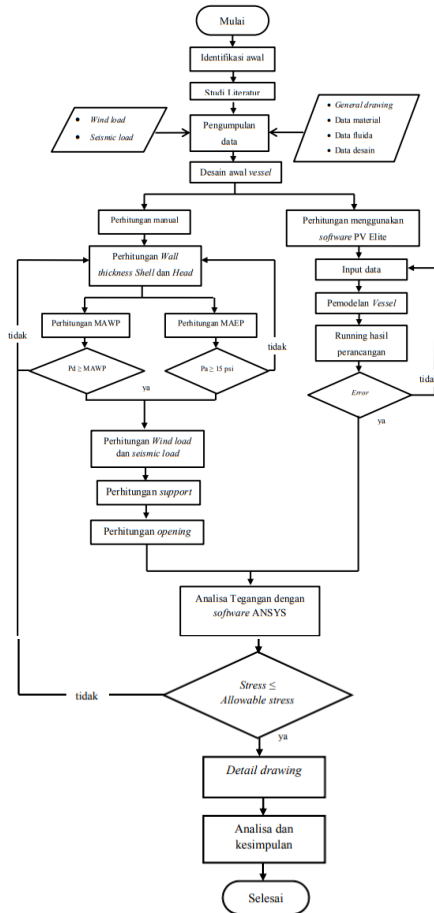 Mulai
Identifikasi awal
Studi Literatur
• Wind load
• Seismic load
Pengumpulan
data
• General drawing
• Data material
• Data fluida
• Data desain
Desain awal vessel
Perhitungan manual
Perhitungan menggunakan
software PV Elite
Perhitungan Wall
thickness Shell dan Head
Input data
tidak
tidak
Perhitungan MAWP
Perhitungan MAEP
Pemodelan Vessel
Running hasil
perancangan
Pd ≥ MAWP
ya
Pa ≥ 15 psi
Error
tidak
ya
Perhitungan Wind load
dan seismic load
Perhitungan support
Perhitungan opening
Analisa Tegangan dengan
software ANSYS
Stress ≤
Allowable stress
tidak
ya
Detail drawing
Analisa dan
kesimpulan
Selesai